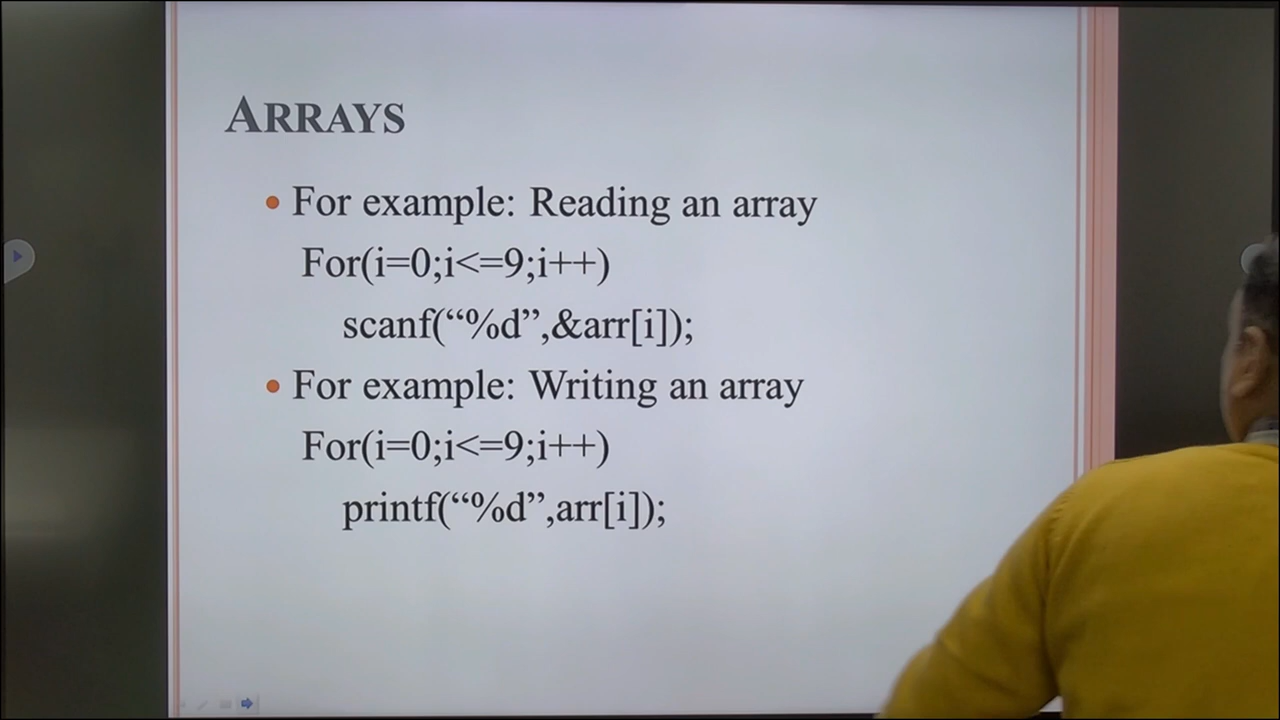 ARRAYS
• For example: Reading an array
For(i=0;i<=9;i++)
scanf(“%d”,&arr[i]);
• For example: Writing an array
For(i=0;i<=9;i++)
printf(“%d”,arr[i]);